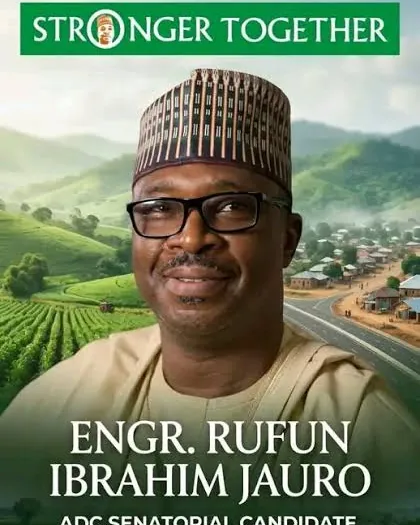 STRONGER TOGETHER
ENGR. RUFUN
IBRAHIM JAURO
ADC SENATORIAL CANDIDATE